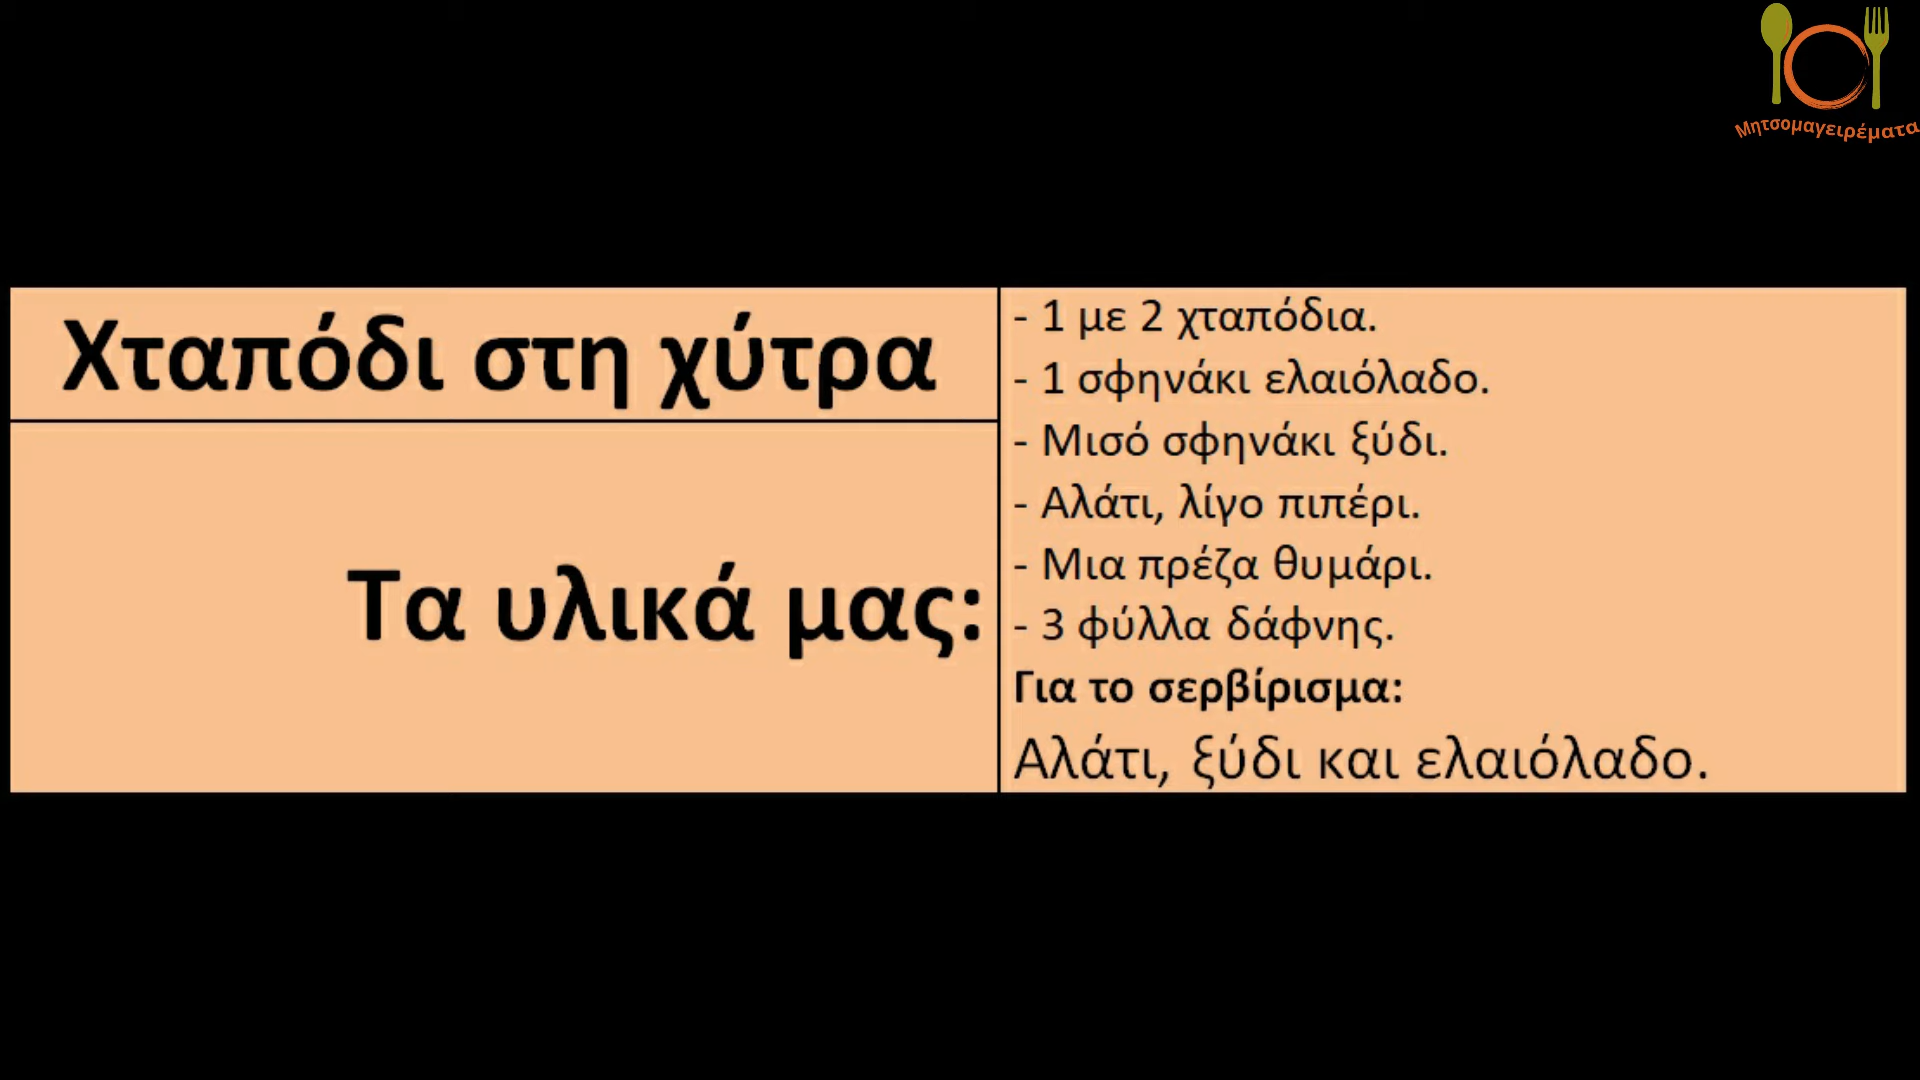 Μητσομαγειρέματα
Χταπόδι στη χύτρα
Τα υλικά μας:
- 1 με 2 χταπόδια.
- 1 σφηνάκι ελαιόλαδο.
- Μισό σφηνάκι ξύδι.
- Αλάτι, λίγο πιπέρι.
- Μια πρέζα θυμάρι.
- 3 φύλλα δάφνης.
Για το σερβίρισμα:
Αλάτι, ξύδι και ελαιόλαδο.